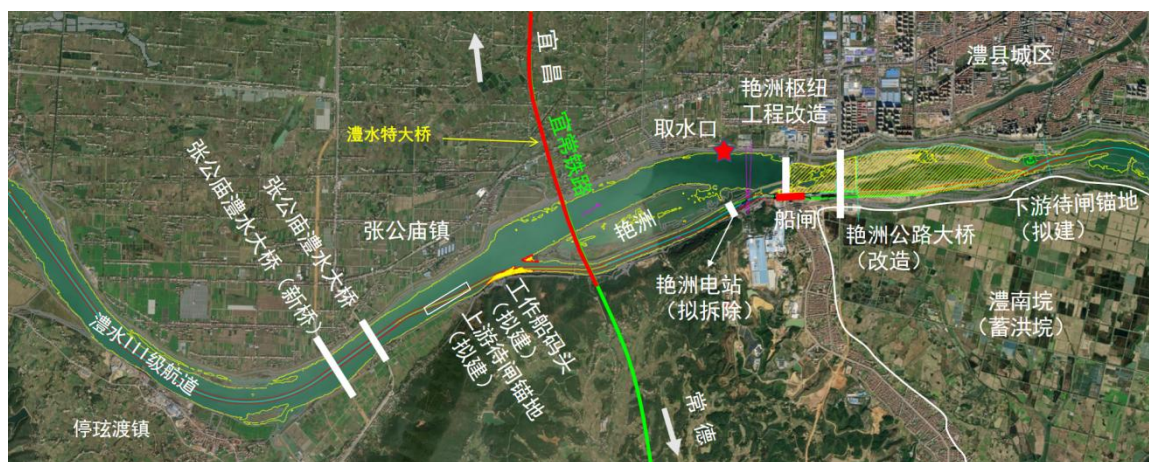 宜昌
澧县城区
艳洲枢纽
工程改造
取水口
澧水特大桥
宜常铁路
张公庙澧水大桥
张公庙澧水大桥（新桥）
张公庙镇
艳洲
船闸
下游待闸锚地
（拟建）
艳洲公路大桥
（改造）
艳洲电站
（拟拆除）
工作船码头
（拟建）
上游待闸锚地
（拟建）
澧南垸
（蓄洪垸）
澧水III级航道
停玹渡镇
常德